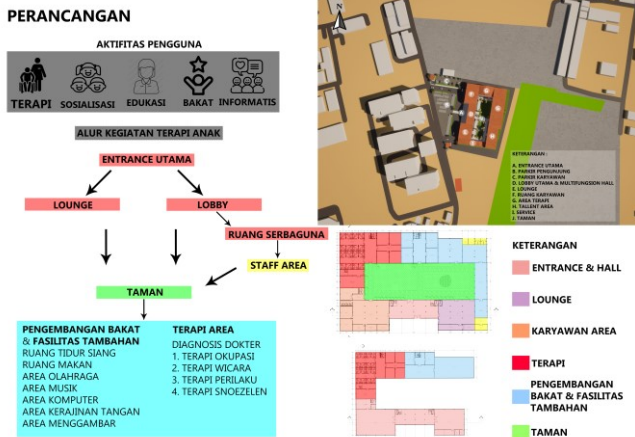 PERANCANGAN
AKTIFITAS PENGGUNA
TERAPI
SOSIALISASI
EDUKASI
BAKAT
INFORMATIS
ALUR KEGIATAN TERAPI ANAK
ENTRANCE UTAMA
LOUNGE
LOBBY
RUANG SERBAGUNA
STAFF AREA
TAMAN
PENGEMBANGAN BAKAT
& FASILITAS TAMBAHAN
RUANG TIDUR SIANG
RUANG MAKAN
AREA OLAHRAGA
AREA MUSIK
AREA KOMPUTER
AREA KERAJINAN TANGAN
AREA MENGGAMBAR
TERAPI AREA
DIAGNOSIS DOKTER
1. TERAPI OKUPASI
2. TERAPI WICARA
3. TERAPI PERILAKU
4. TERAPI SNOEZELEN
N
KETERANGAN :
A. ENTRANCE UTAMA
B. PARKIR PENGUNJUNG
C. PARKIR KARYAWAN
D. LOBBY UTAMA & MULTIFUNGSION HALL
E. LOUNGE
F. RUANG KARYAWAN
G. AREA TERAPI
H. TALLENT AREA
I. SERVICE
J. TAMAN
KETERANGAN
ENTRANCE & HALL
LOUNGE
KARYAWAN AREA
TERAPI
PENGEMBANGAN
BAKAT & FASILITAS
TAMBAHAN
TAMAN